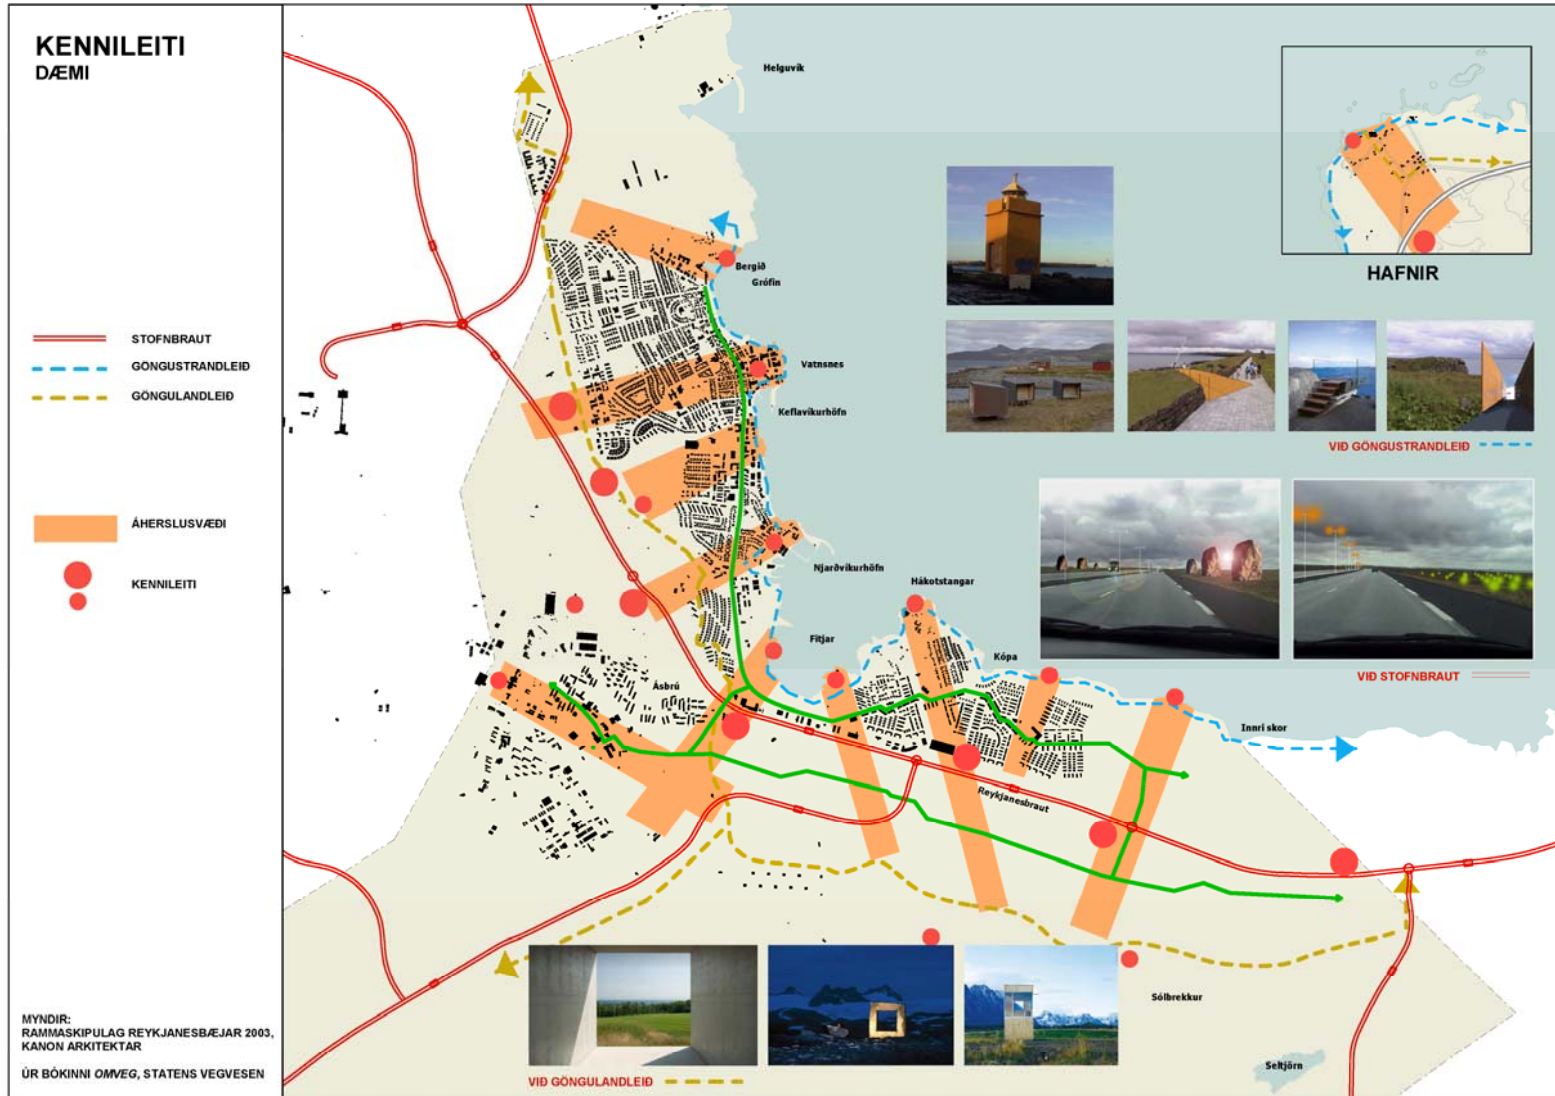 KENNILEITI
DÆMI
STOFNBRAUT
GÖNGUSTRANDLEIÐ
GÖNGULANDLEIÐ
ÁHERSLUSVÆÐI
KENNILEITI
MYNDIR:
RAMMASKIPULAG REYKJANESBÆJAR 2003,
KANON ARKITEKTAR
ÚR BÓKINNI OMVEG, STATENS VEGVESEN
Helguvík
Bergið
Grófin
Vatnsnes
Keflavíkurhöfn
Njarðvíkurhöfn
Hákotstangar
Fitjar
Kópa
Ásbrú
Innri skor
Reykjanesbraut
Sólbrekkur
Seltjörn
HAFNIR
VIÐ GÖNGUSTRANDLEIÐ
VIÐ STOFNBRAUT
VIÐ GÖNGULANDLEIÐ